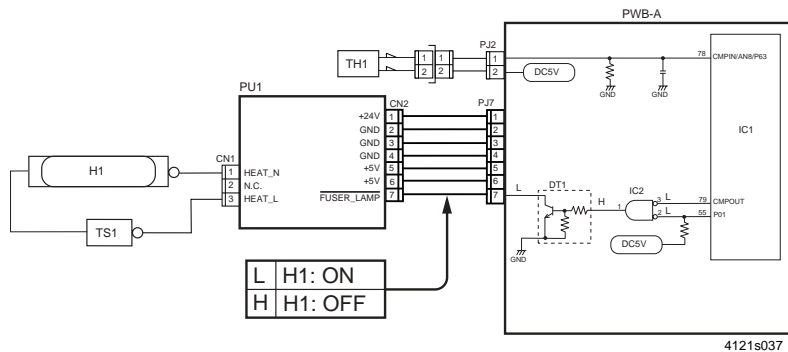 PWB-A
PJ2
TH1
1 1 1
2 2 2
DC5V
GND GND
78 CMPIN/AN8/P63
IC1
PU1
CN2 PJ7
+24V 1 1
GND 2 2
GND 3 3
GND 4 4
+5V 5 5
+5V 6 6
FUSER_LAMP 7 7
CN1
1 HEAT_N
2 N.C.
3 HEAT_L
H1
TS1
L DT1 H 1 IC2 3 L 79 CMPOUT
2 L 55 P01
GND
DC5V
L H1: ON
H H1: OFF
4121s037